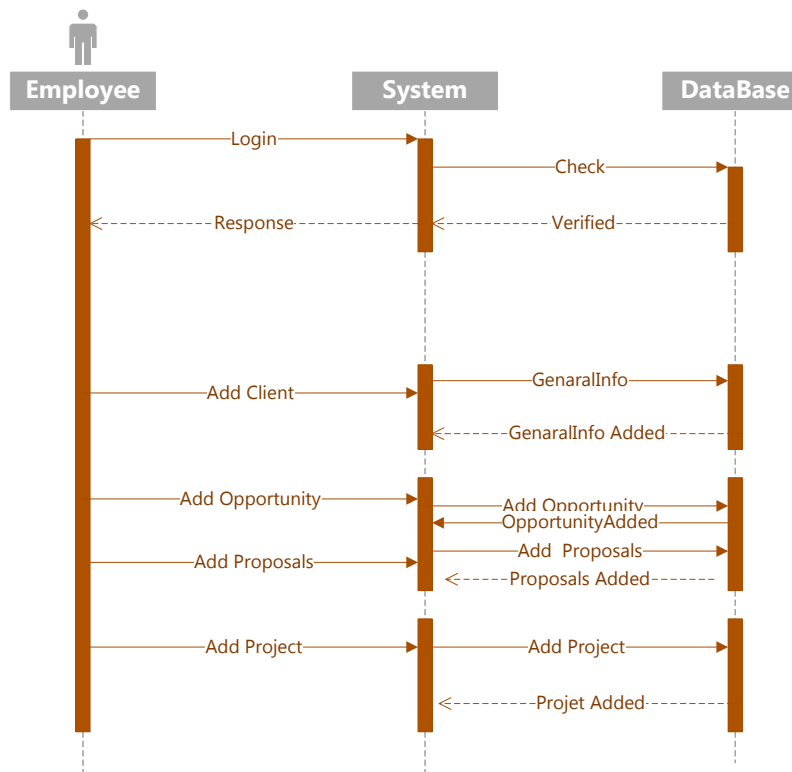 Employee
System
DataBase
Login
Check
Response
Verified
GenaralInfo
Add Client
GenaralInfo Added
Add Opportunity
Add Opportunity
OpportunityAdded
Add  Proposals
Add Proposals
Proposals Added
Add Project
Add Project
Projet Added